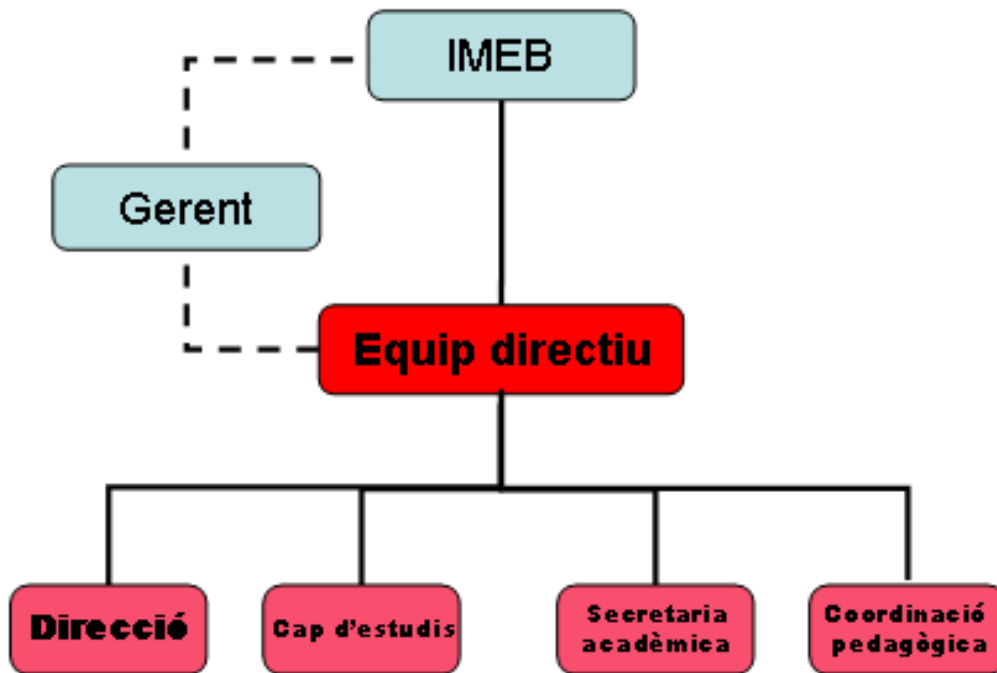 IMEB
Gerent
Equip directiu
Direcció
Cap d'estudis
Secretaria
acadèmica
Coordinació
pedagògica